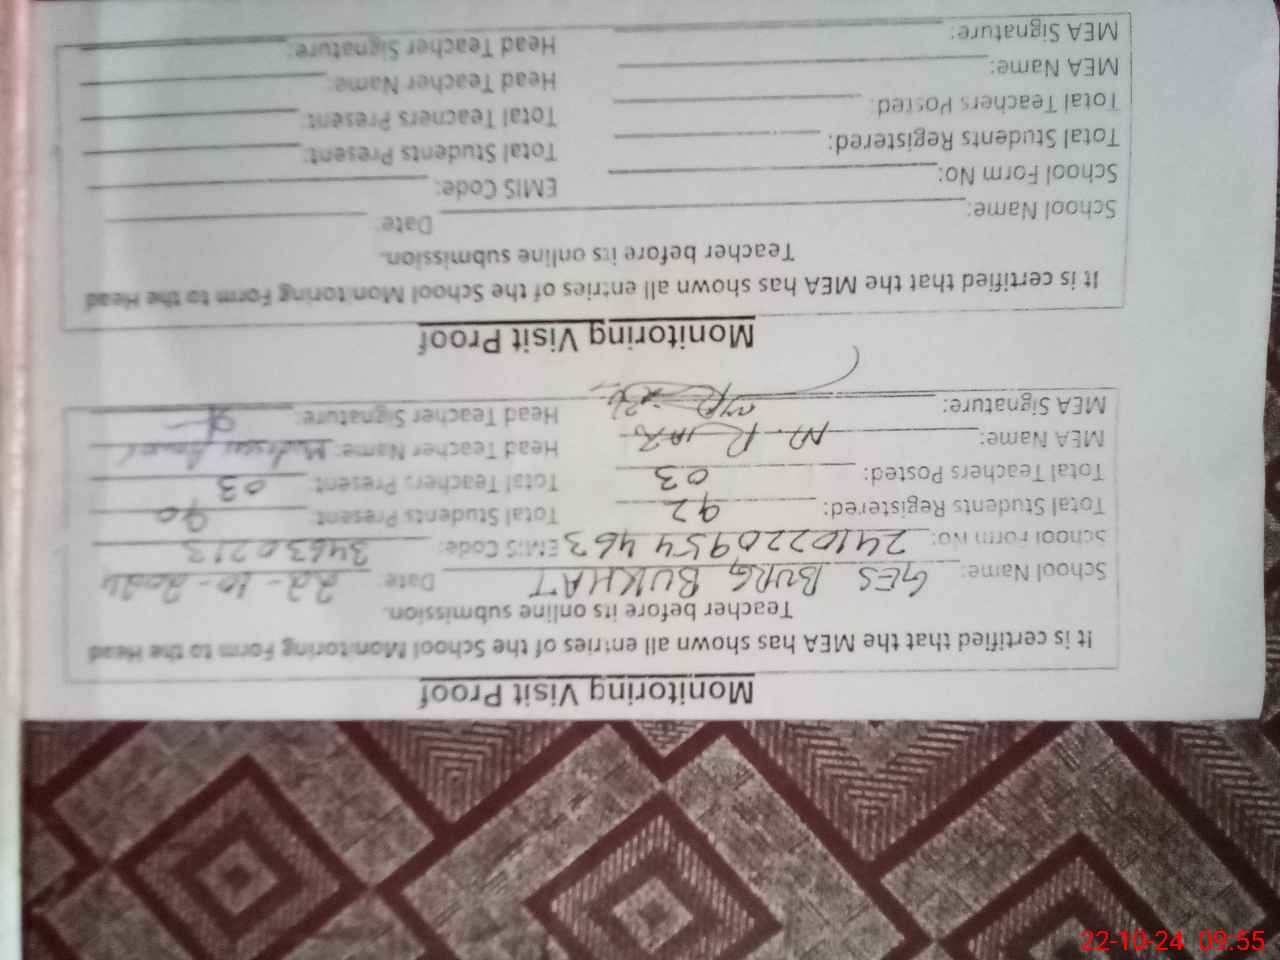 Monitoring Visit Proof
It is certified that the MEA has shown all entries of the School Monitoring Form to the Head
Teacher before its online submission.
School Name: GES BURG BUKHAT Date: 22-10-2024
School Form No: 2410220954463 EMIS Code: 34630213
Total Students Registered: 92 Total Students Present: 90
Total Teachers Posted: 03 Total Teachers Present: 03
MEA Name: M. Head Teacher Name:
MEA Signature: Head Teacher Signature:
Monitoring Visit Proof
It is certified that the MEA has shown all entries of the School Monitoring Form to the Head
Teacher before its online submission.
School Name: Date:
School Form No: EMIS Code:
Total Students Registered: Total Students Present:
Total Teachers Posted: Total Teachers Present:
MEA Name: Head Teacher Name:
MEA Signature: Head Teacher Signature:
22-10-24 09:55